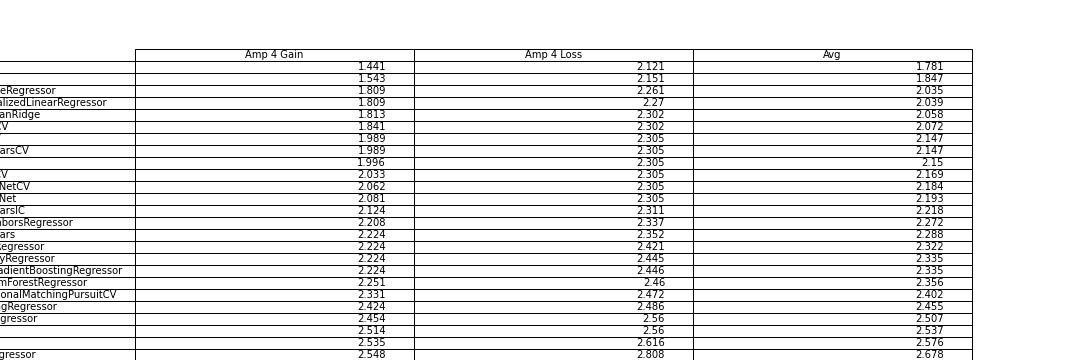 Amp 4 Gain Amp 4 Loss Avg
1.441 2.121 1.781
1.543 2.151 1.847
eRegressor 1.809 2.261 2.035
alizedLinearRegressor 1.809 2.27 2.039
anRidge 1.813 2.302 2.058
CV 1.841 2.302 2.072
1.989 2.305 2.147
arsCV 1.989 2.305 2.147
1.996 2.305 2.15
CV 2.033 2.305 2.169
NetCV 2.062 2.305 2.184
Net 2.081 2.305 2.193
arsIC 2.124 2.311 2.218
borsRegressor 2.208 2.337 2.272
ars 2.224 2.352 2.288
Regressor 2.224 2.421 2.322
yRegressor 2.224 2.445 2.335
adientBoostingRegressor 2.224 2.446 2.335
mForestRegressor 2.251 2.46 2.356
onalMatchingPursuitCV 2.331 2.472 2.402
ngRegressor 2.424 2.486 2.455
gressor 2.454 2.56 2.507
2.514 2.56 2.537
2.535 2.616 2.576
gressor 2.548 2.808 2.678